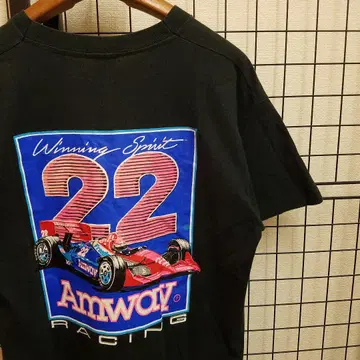 Winning Spirit
22
Amway
RACING